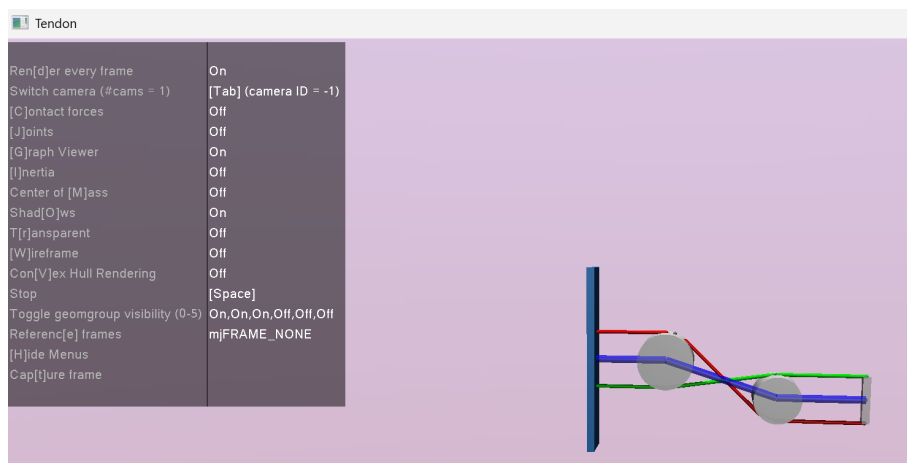 Tendon
Ren[d]er every frame On
Switch camera (#cams = 1) [Tab] (camera ID = -1)
[C]ontact forces Off
[J]oints Off
[G]raph Viewer On
[I]nertia Off
Center of [M]ass Off
Shad[O]ws On
T[r]ansparent Off
[W]ireframe Off
Con[V]ex Hull Rendering Off
Stop [Space]
Toggle geomgroup visibility (0-5) On,On,On,Off,Off,Off
Referenc[e] frames mjFRAME_NONE
[H]ide Menus
Cap[t]ure frame